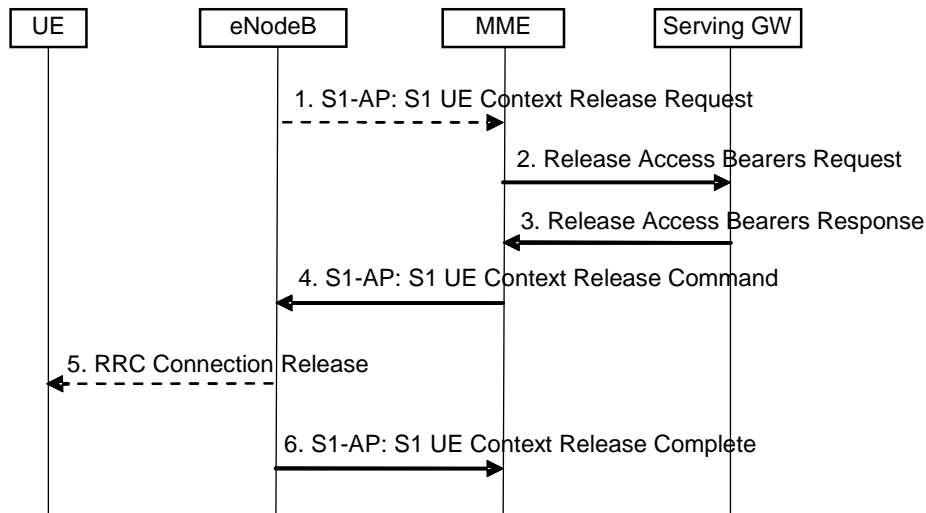 UE
eNodeB
MME
Serving GW
1. S1-AP: S1 UE Context Release Request
2. Release Access Bearers Request
3. Release Access Bearers Response
4. S1-AP: S1 UE Context Release Command
5. RRC Connection Release
6. S1-AP: S1 UE Context Release Complete